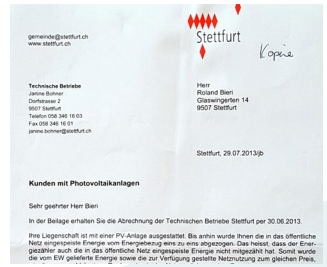 gemeinde@stettfurt.ch
www.stettfurt.ch
Stettfurt
Kopie
Technische Betriebe
Janine Bohner
Dorfstrasse 2
9507 Stettfurt
Telefon 058 346 16 03
Fax 058 346 16 01
janine.bohner@stettfurt.ch
Herr
Roland Bieri
Glaswingerten 14
9507 Stettfurt
Stettfurt, 29.07.2013/jb
Kunden mit Photovoltaikanlagen
Sehr geehrter Herr Bieri
In der Beilage erhalten Sie die Abrechnung der Technischen Betriebe Stettfurt per 30.06.2013.
Ihre Liegenschaft ist mit einer PV-Anlage ausgestattet. Bis anhin wurde Ihnen die in das öffentliche
Netz eingespeiste Energie vom Energiebezug eins zu eins abgezogen. Das heisst, dass der Ener-
giezähler auch die in das öffentliche Netz eingespeiste Energie nicht mitgezählt hat. Somit wurde
die vom EW gelieferte Energie sowie die zur Verfügung gestellte Netznutzung zum gleichen Preis,